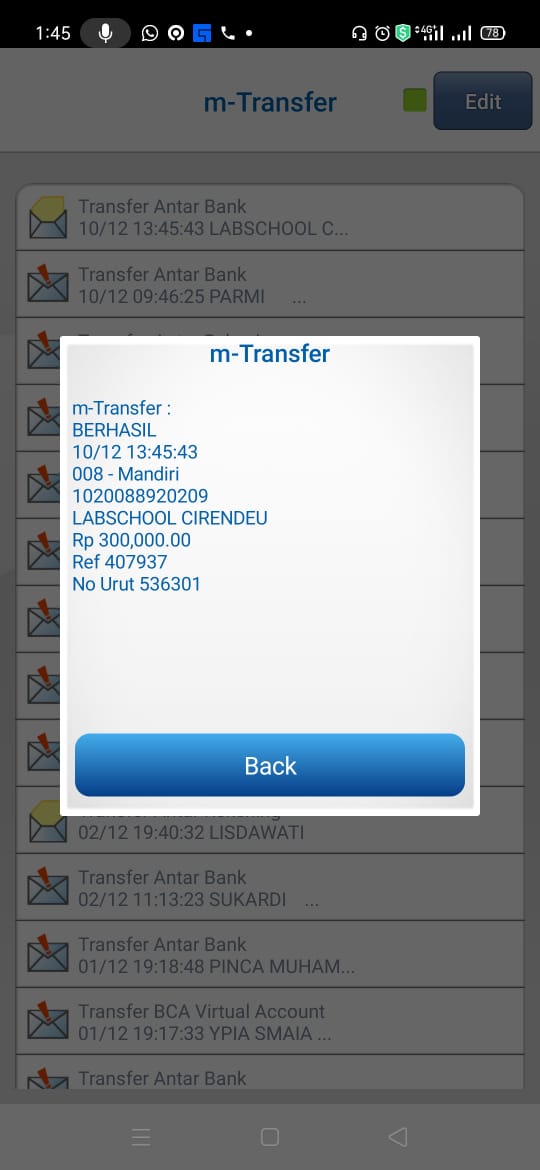 1:45
4G+
78
m-Transfer
Edit
Transfer Antar Bank
10/12 13:45:43 LABSCHOOL C...
Transfer Antar Bank
10/12 09:46:25 PARMI ...
m-Transfer
m-Transfer :
BERHASIL
10/12 13:45:43
008 - Mandiri
1020088920209
LABSCHOOL CIRENDEU
Rp 300,000.00
Ref 407937
No Urut 536301
Back
02/12 19:40:32 LISDAWATI
Transfer Antar Bank
02/12 11:13:23 SUKARDI ...
Transfer Antar Bank
01/12 19:18:48 PINCA MUHAM...
Transfer BCA Virtual Account
01/12 19:17:33 YPIA SMAIA ...
Transfer Antar Bank